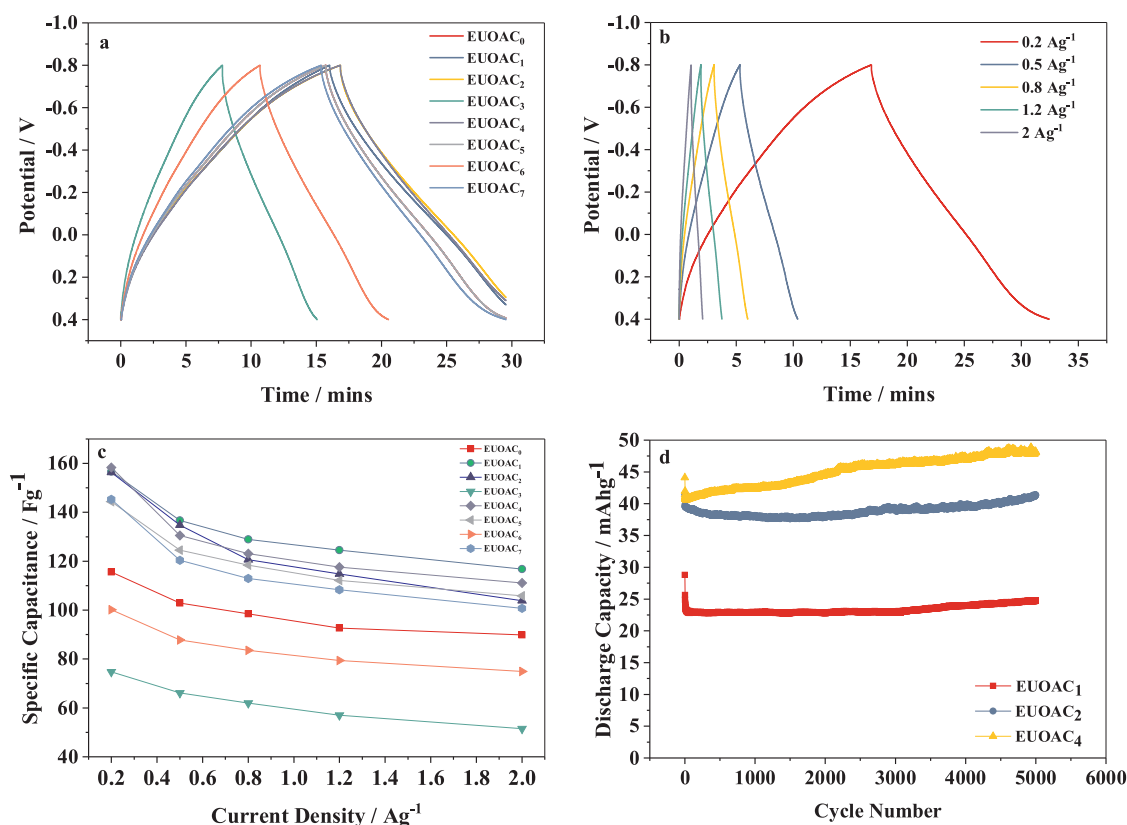 a
-1.0
-0.8
-0.6
-0.4
-0.2
0.0
0.2
0.4
Potential / V
0 5 10 15 20 25 30
Time / mins
EUOAC₀
EUOAC₁
EUOAC₂
EUOAC₃
EUOAC₄
EUOAC₅
EUOAC₆
EUOAC₇
b
-1.0
-0.8
-0.6
-0.4
-0.2
0.0
0.2
0.4
Potential / V
0 5 10 15 20 25 30 35
Time / mins
0.2 Ag⁻¹
0.5 Ag⁻¹
0.8 Ag⁻¹
1.2 Ag⁻¹
2 Ag⁻¹
c
160
140
120
100
80
60
40
Specific Capacitance / Fg⁻¹
0.2 0.4 0.6 0.8 1.0 1.2 1.4 1.6 1.8 2.0
Current Density / Ag⁻¹
EUOAC₀
EUOAC₁
EUOAC₂
EUOAC₃
EUOAC₄
EUOAC₅
EUOAC₆
EUOAC₇
d
50
45
40
35
30
25
20
15
10
5
0
Discharge Capacity / mAhg⁻¹
0 1000 2000 3000 4000 5000 6000
Cycle Number
EUOAC₁
EUOAC₂
EUOAC₄